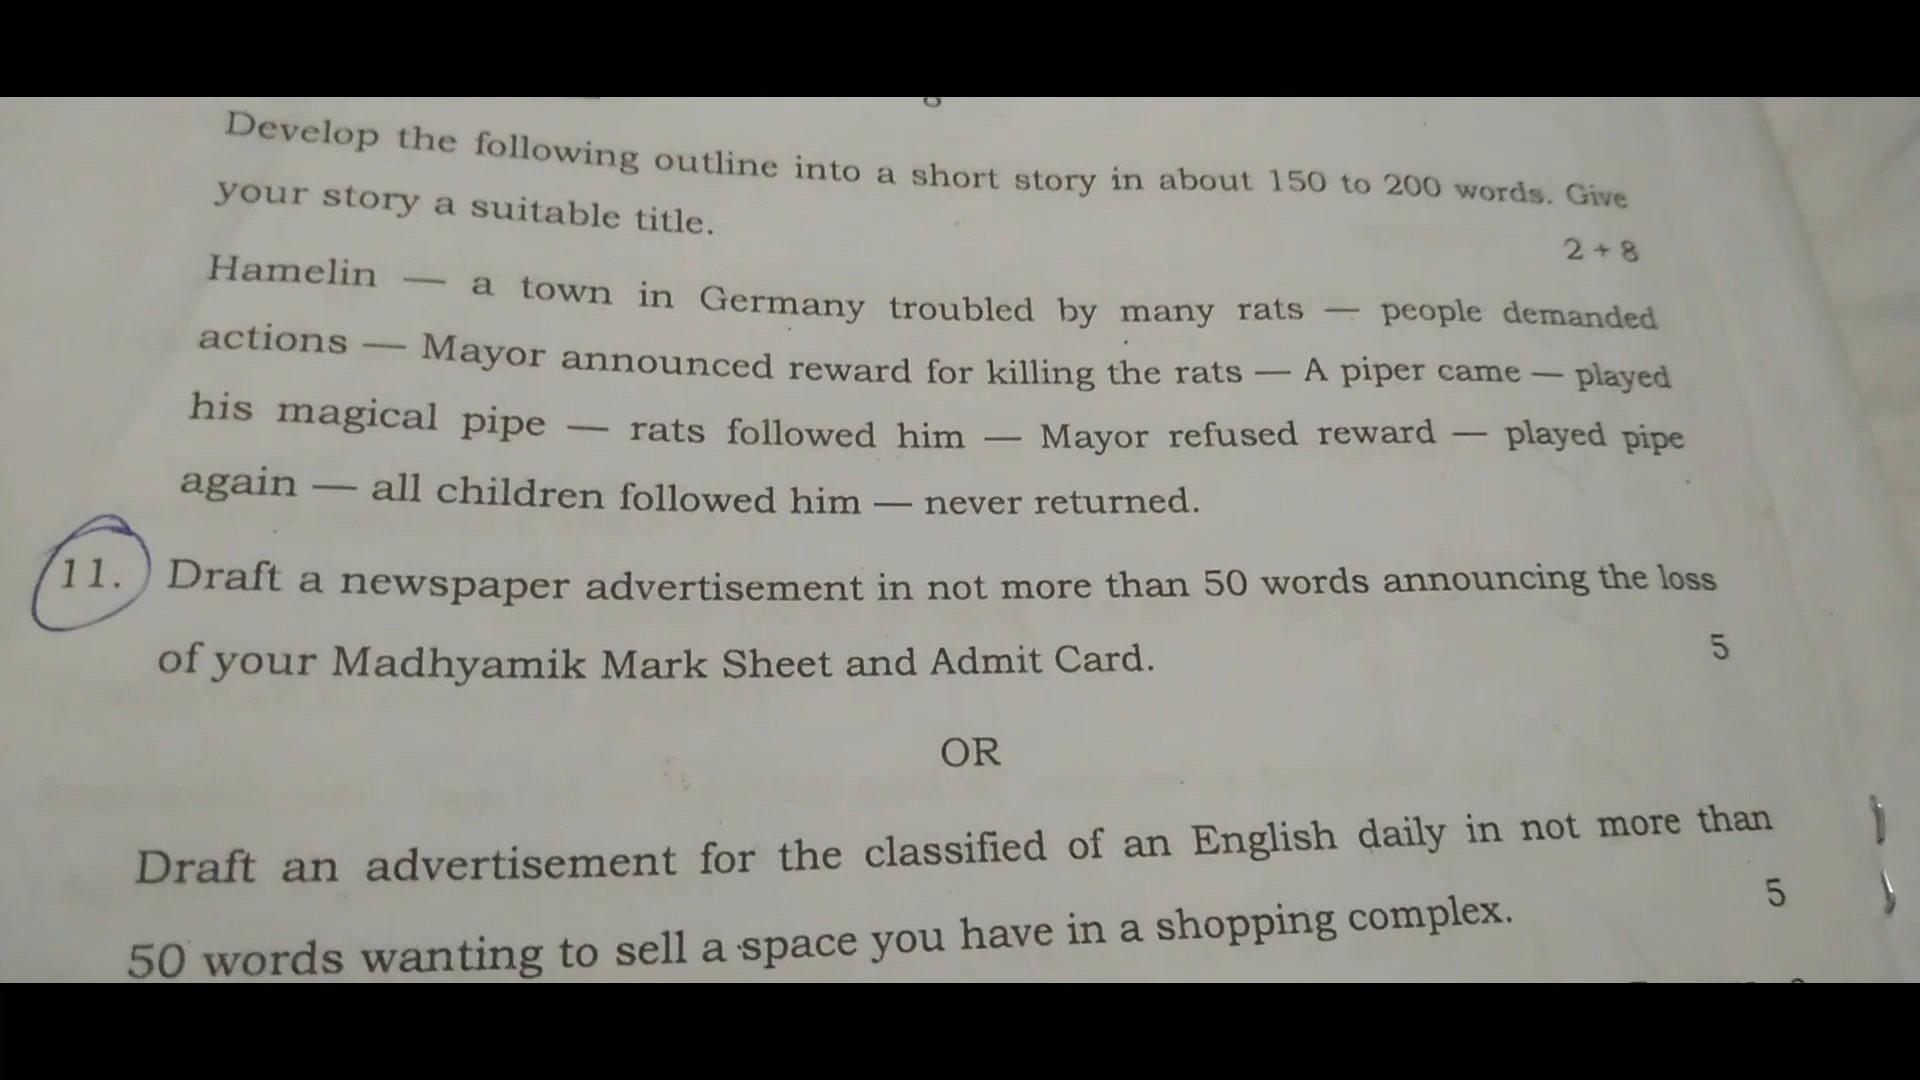 Develop the following outline into a short story in about 150 to 200 words. Give
your story a suitable title.
2 + 8
Hamelin — a town in Germany troubled by many rats — people demanded
actions — Mayor announced reward for killing the rats — A piper came — played
his magical pipe — rats followed him — Mayor refused reward — played pipe
again — all children followed him — never returned.
11. Draft a newspaper advertisement in not more than 50 words announcing the loss
of your Madhyamik Mark Sheet and Admit Card. 5
OR
Draft an advertisement for the classified of an English daily in not more than
50 words wanting to sell a space you have in a shopping complex. 5